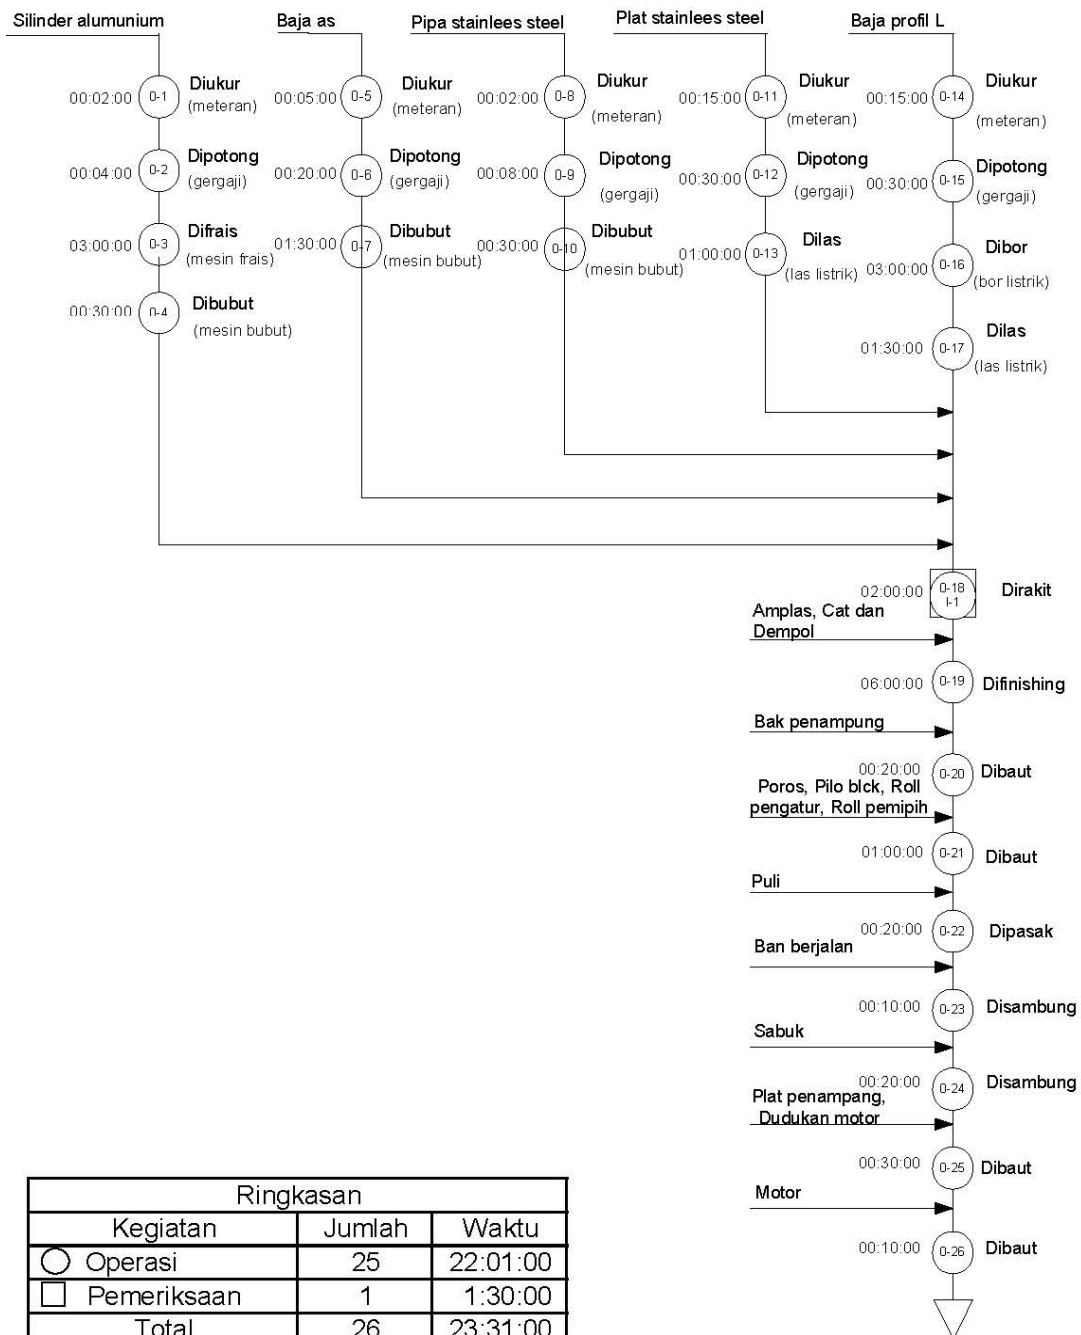 Silinder alumunium
00:02:00
0-1
Diukur
(meteran)
00:04:00
0-2
Dipotong
(gergaji)
03:00:00
0-3
Difrais
(mesin frais)
00:30:00
0-4
Dibubut
(mesin bubut)
Baja as
00:05:00
0-5
Diukur
(meteran)
00:20:00
0-6
Dipotong
(gergaji)
01:30:00
0-7
Dibubut
(mesin bubut)
Pipa stainlees steel
00:02:00
0-8
Diukur
(meteran)
00:08:00
0-9
Dipotong
(gergaji)
00:30:00
0-10
Dibubut
(mesin bubut)
Plat stainlees steel
00:15:00
0-11
Diukur
(meteran)
00:30:00
0-12
Dipotong
(gergaji)
01:00:00
0-13
Dilas
(las listrik)
Baja profil L
00:15:00
0-14
Diukur
(meteran)
00:30:00
0-15
Dipotong
(gergaji)
03:00:00
0-16
Dibor
(bor listrik)
01:30:00
0-17
Dilas
(las listrik)
02:00:00
0-18
I-1
Dirakit
Amplas, Cat dan
Dempol
06:00:00
0-19
Difinishing
Bak penampung
00:20:00
0-20
Dibaut
Poros, Pilo blck, Roll
pengatur, Roll pemipih
01:00:00
0-21
Dibaut
Puli
00:20:00
0-22
Dipasak
Ban berjalan
00:10:00
0-23
Disambung
Sabuk
00:20:00
0-24
Disambung
Plat penampang,
Dudukan motor
00:30:00
0-25
Dibaut
Motor
00:10:00
0-26
Dibaut
Ringkasan
Kegiatan Jumlah Waktu
Operasi 25 22:01:00
Pemeriksaan 1 1:30:00
Total 26 23:31:00